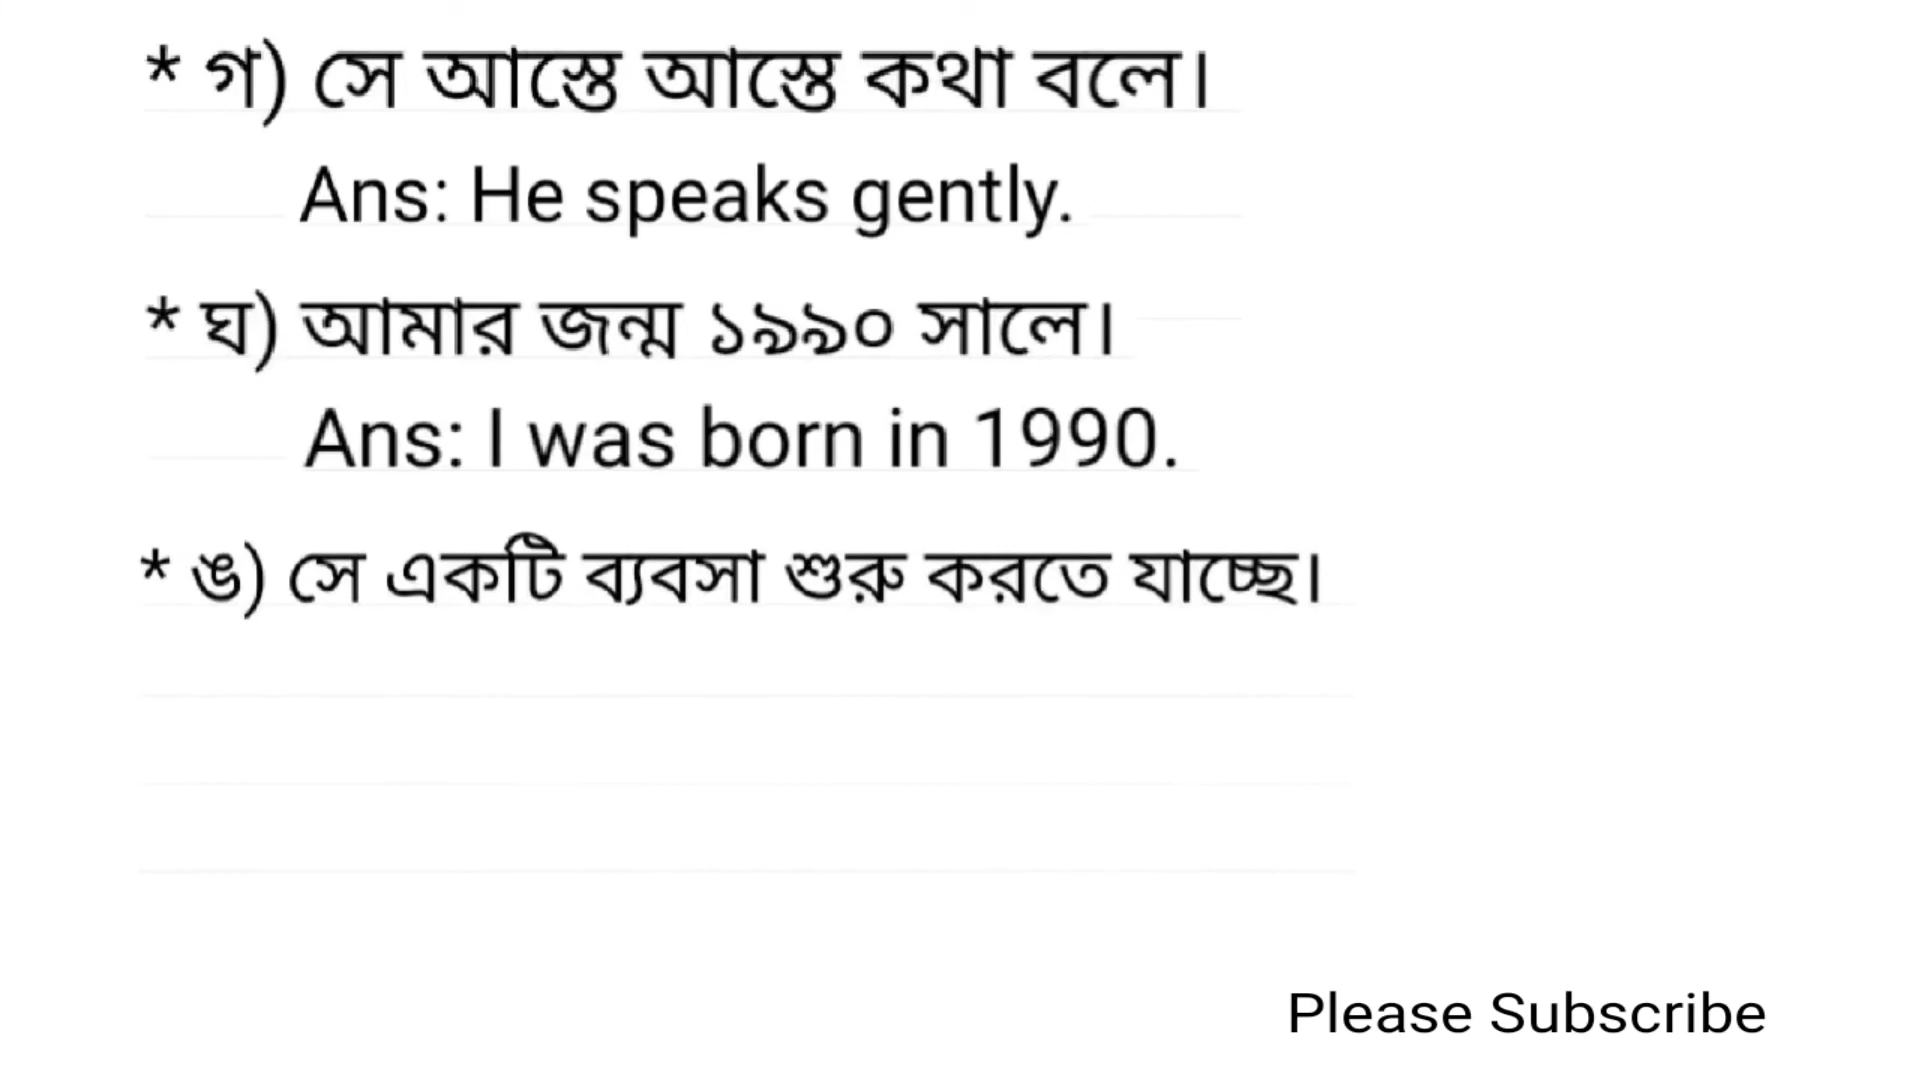 * গ) সে আস্তে আস্তে কথা বলে।
Ans: He speaks gently.
* ঘ) আমার জন্ম ১৯৯০ সালে।
Ans: I was born in 1990.
* ঙ) সে একটি ব্যবসা শুরু করতে যাচ্ছে।
Please Subscribe